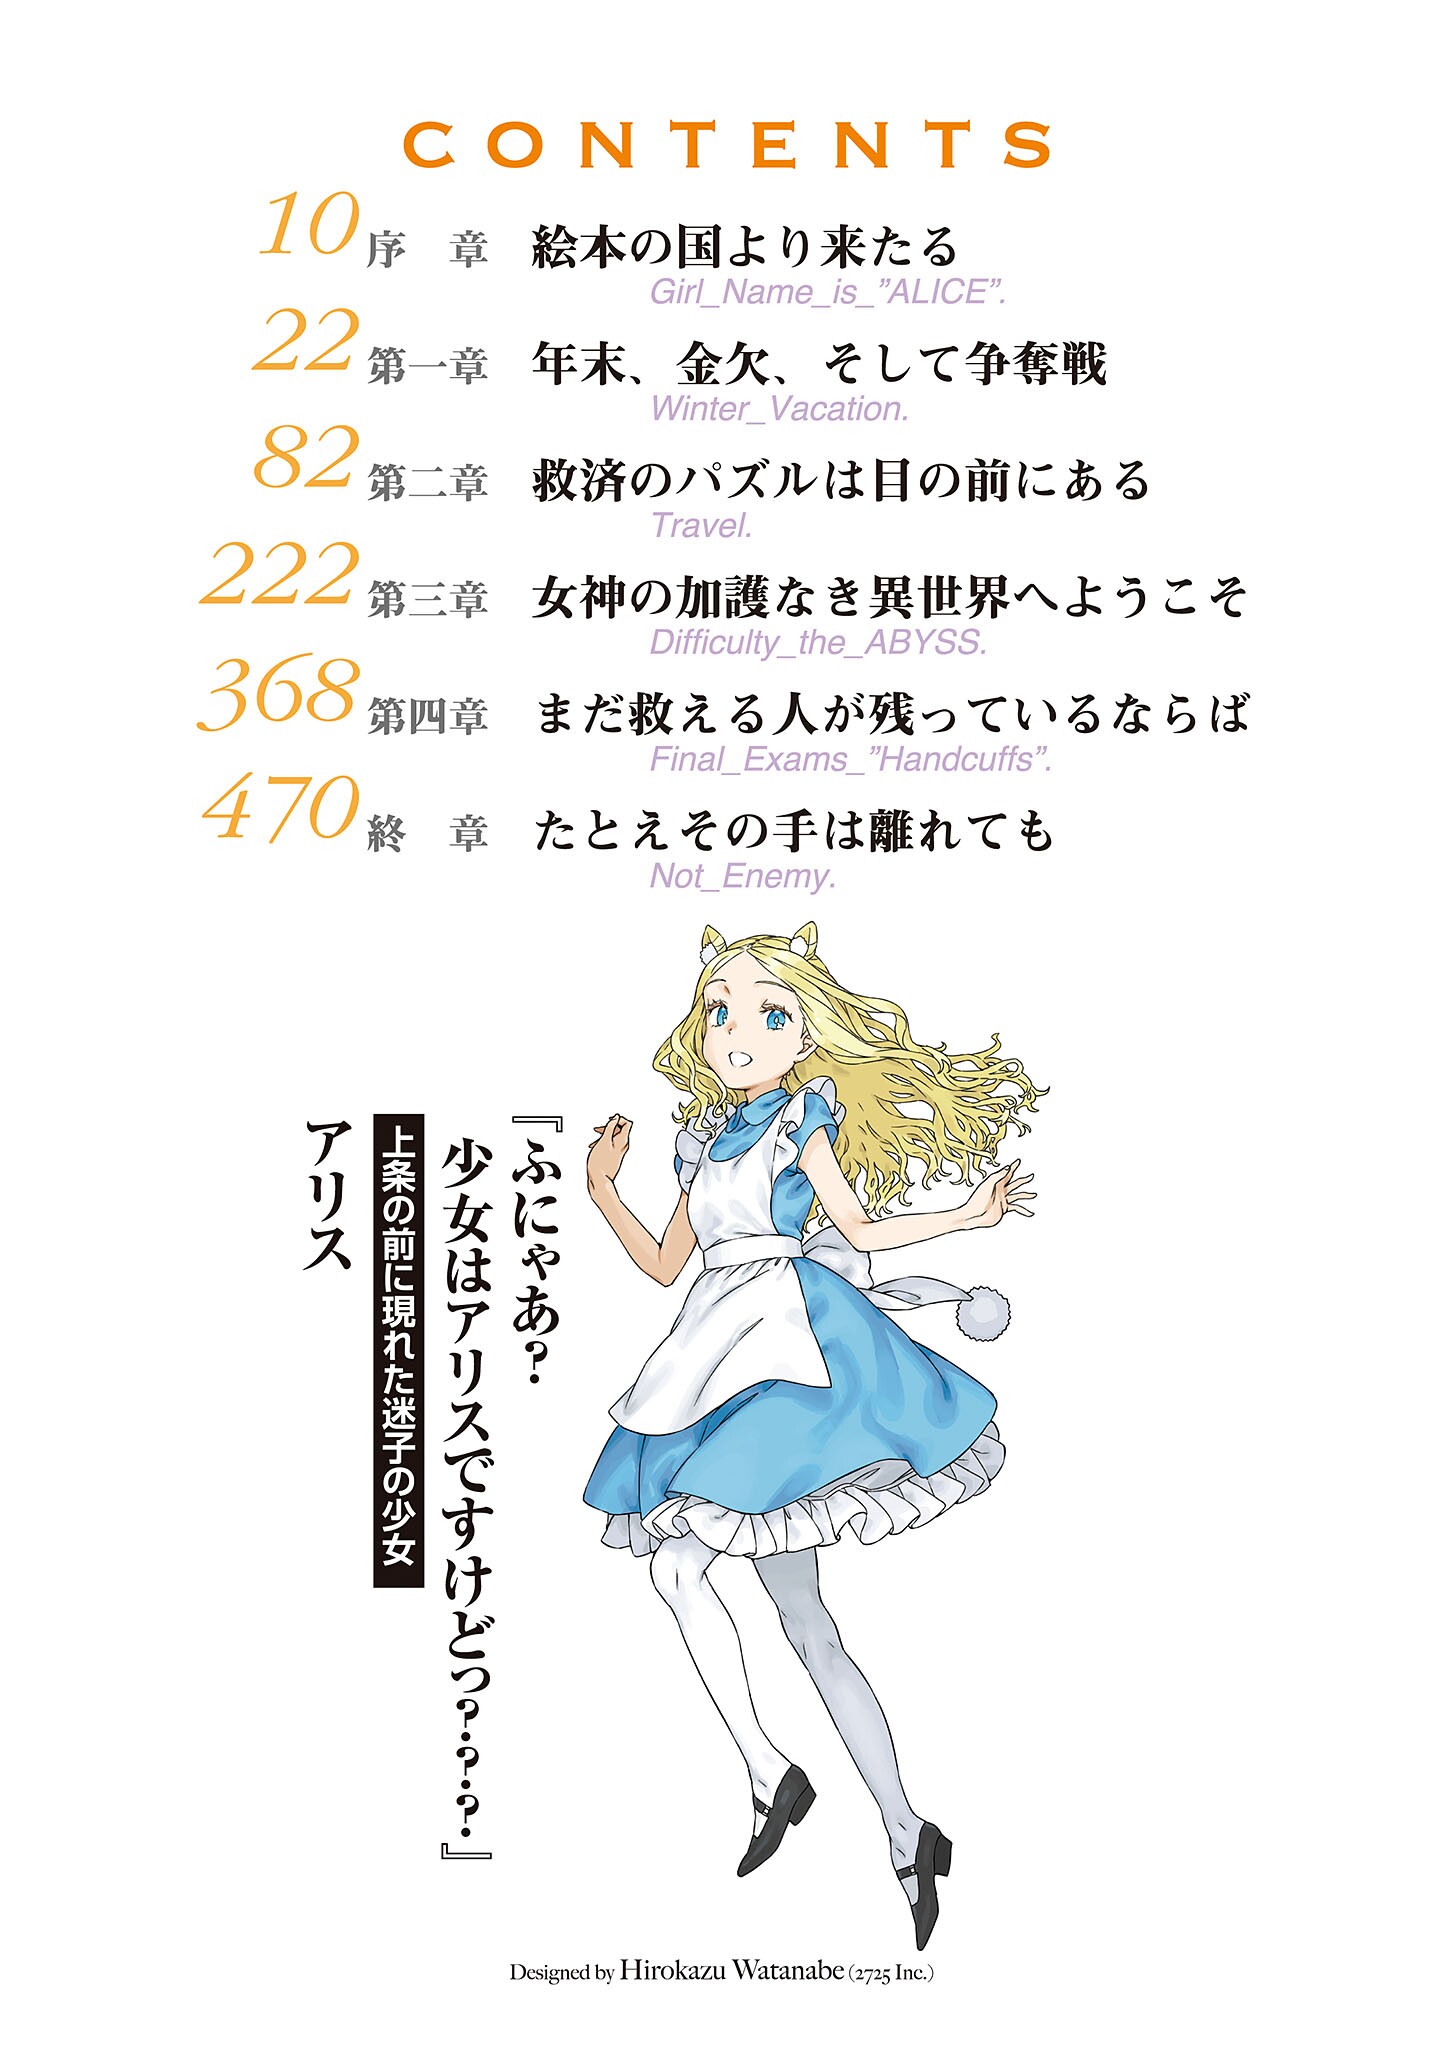 CONTENTS
10 序章 絵本の国より来たる
Girl_Name_is_”ALICE”.
22 第一章 年末、金欠、そして争奪戦
Winter_Vacation.
82 第二章 救済のパズルは目の前にある
Travel.
222 第三章 女神の加護なき異世界へようこそ
Difficulty_the_ABYSS.
368 第四章 まだ救える人が残っているならば
Final_Exams_”Handcuffs”.
470 終章 たとえその手は離れても
Not_Enemy.
『ふにゃあ?
少女はアリスですけどっ???』
上条の前に現れた迷子の少女
アリス
Designed by Hirokazu Watanabe (2725 Inc.)